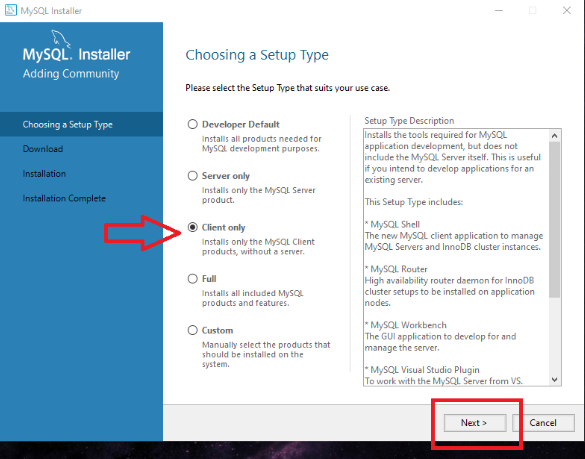 MySQL Installer
MySQL. Installer
Adding Community
Choosing a Setup Type
Download
Installation
Installation Complete
Choosing a Setup Type
Please select the Setup Type that suits your use case.
Developer Default
Installs all products needed for
MySQL development purposes.
Server only
Installs only the MySQL Server
product.
Client only
Installs only the MySQL Client
products, without a server.
Full
Installs all included MySQL
products and features.
Custom
Manually select the products that
should be installed on the
system.
Setup Type Description
Installs the tools required for MySQL
application development, but does not
include the MySQL Server itself. This is useful
if you intend to develop applications for an
existing server.
This Setup Type includes:
* MySQL Shell
The new MySQL client application to manage
MySQL Servers and InnoDB cluster instances.
* MySQL Router
High availability router daemon for InnoDB
cluster setups to be installed on application
nodes.
* MySQL Workbench
The GUI application to develop for and
manage the server.
* MySQL Visual Studio Plugin
To work with the MySQL Server from VS.
Next >
Cancel